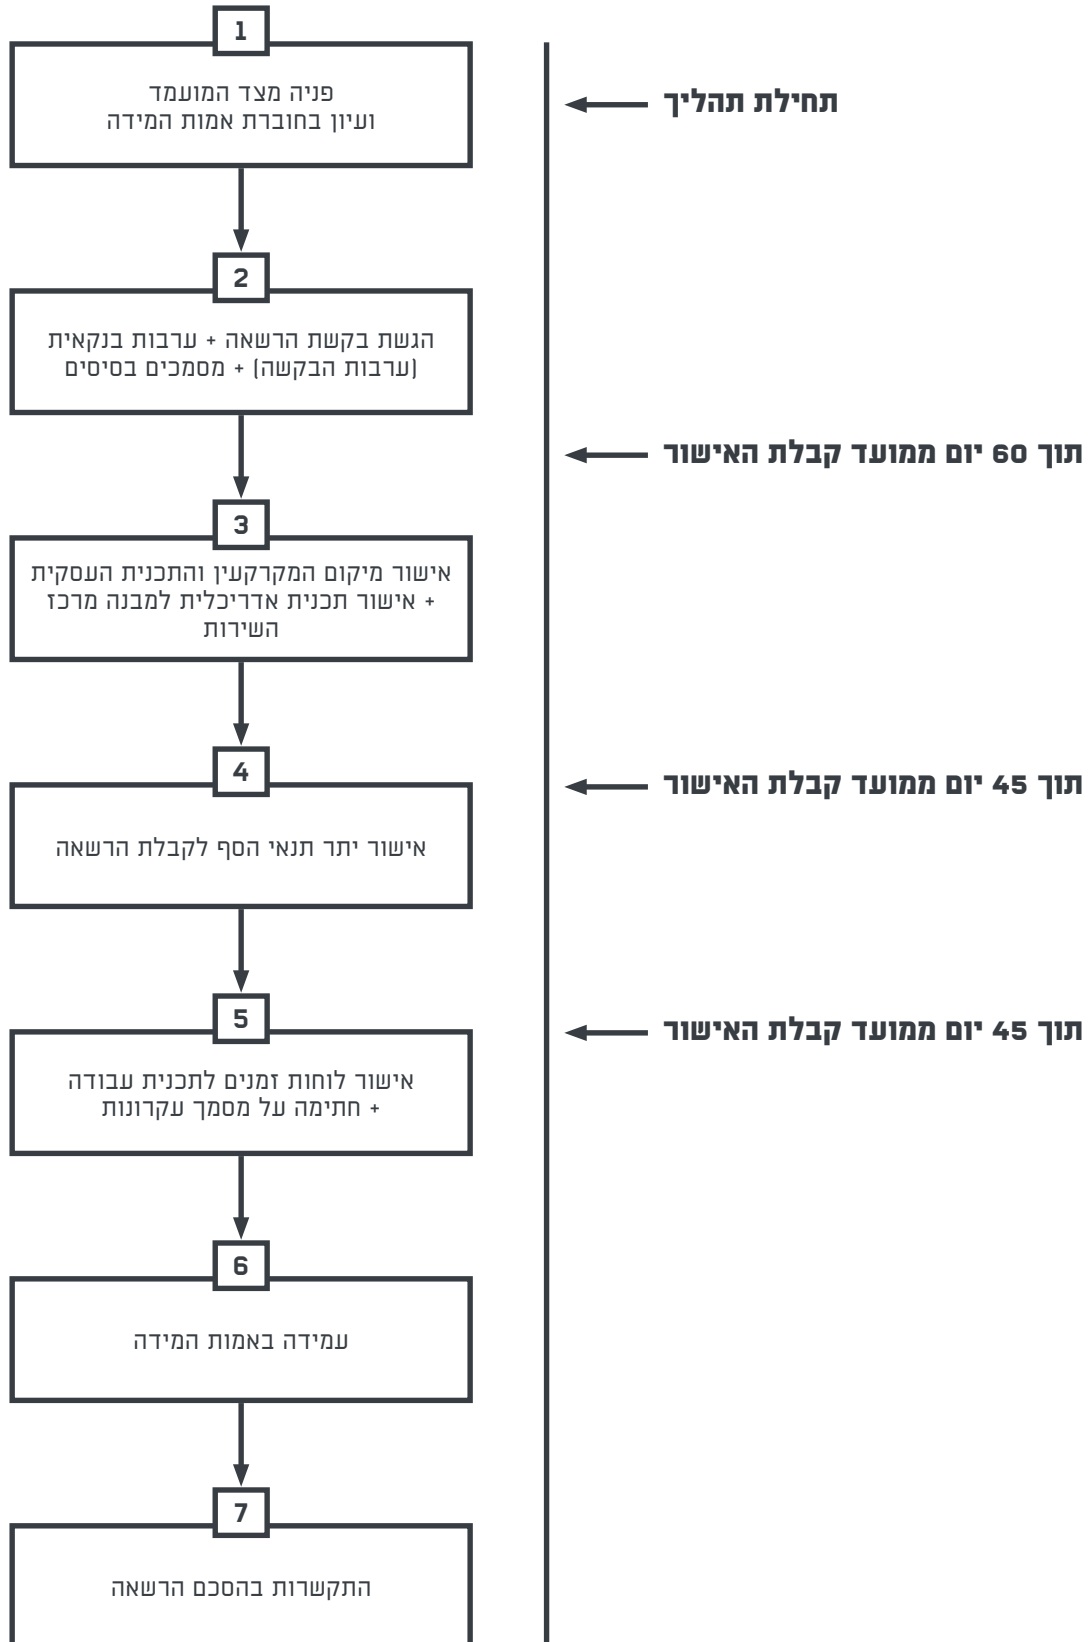 1
פניה מצד המועמד
ועיון בחוברת אמות המידה
תחילת תהליך
2
הגשת בקשת הרשאה + ערבות בנקאית
(ערבות הבקשה) + מסמכים בסיסים
תוך 60 יום ממועד קבלת האישור
3
אישור מיקום המקרקעין והתכנית העסקית
+ אישור תכנית אדריכלית למבנה מרכז
השירות
4
תוך 45 יום ממועד קבלת האישור
אישור יתר תנאי הסף לקבלת הרשאה
5
תוך 45 יום ממועד קבלת האישור
אישור לוחות זמנים לתכנית עבודה
+ חתימה על מסמך עקרונות
6
עמידה באמות המידה
7
התקשרות בהסכם הרשאה